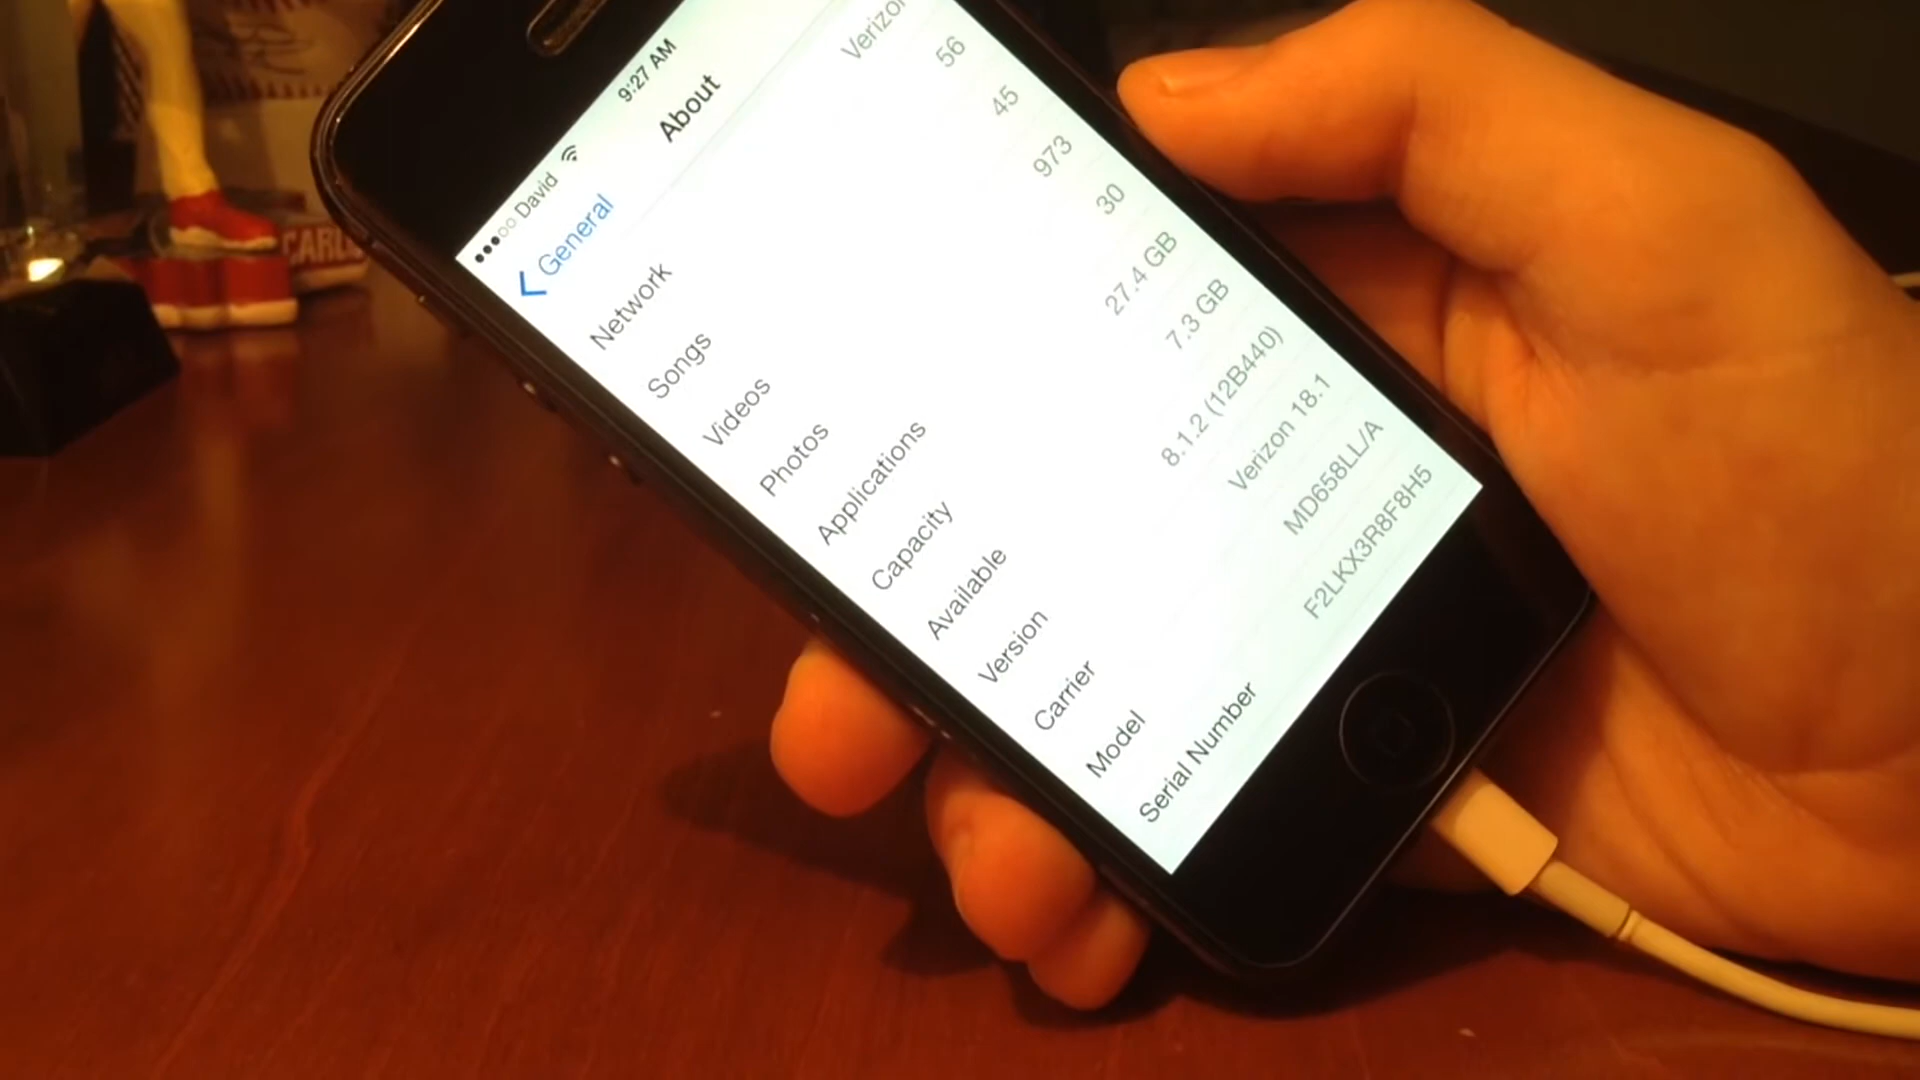 ●●●○○ David 9:27 AM
General About
Network Verizon
Songs 56
Videos 45
Photos 973
Applications 30
Capacity 27.4 GB
Available 7.3 GB
Version 8.1.2 (12B440)
Carrier Verizon 18.1
Model MD658LL/A
Serial Number F2LKX3R8F8H5